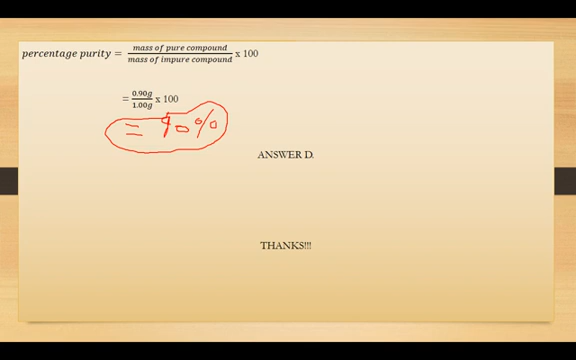 percentage purity = mass of pure compound / mass of impure compound x 100
= 0.90g / 1.00g x 100
= 90%
ANSWER D.
THANKS!!!